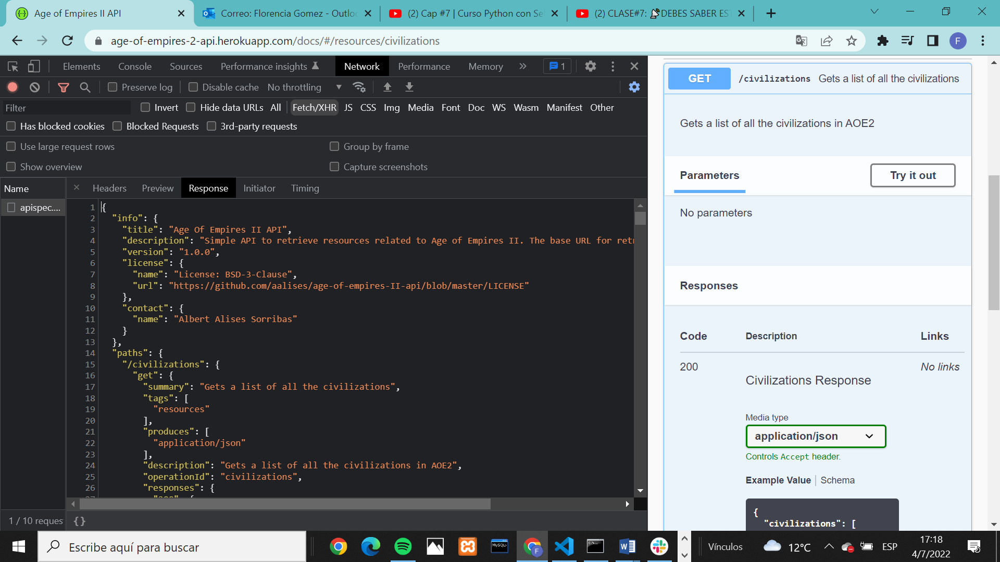 Age of Empires II API
Correo: Florencia Gomez - Outlo
(2) Cap #7 | Curso Python con Se
(2) CLASE#7: 📡DEBES SABER EST
age-of-empires-2-api.herokuapp.com/docs/#/resources/civilizations
F
Elements Console Sources Performance insights Network Performance Memory 1
Preserve log Disable cache No throttling
Filter Invert Hide data URLs All Fetch/XHR JS CSS Img Media Font Doc WS Wasm Manifest Other
Has blocked cookies Blocked Requests 3rd-party requests
Use large request rows Group by frame
Show overview Capture screenshots
Name Headers Preview Response Initiator Timing
apispec....
1 {
2 "info": {
3 "title": "Age Of Empires II API",
4 "description": "Simple API to retrieve resources related to Age of Empires II. The base URL for retr
5 "version": "1.0.0",
6 "license": {
7 "name": "License: BSD-3-Clause",
8 "url": "https://github.com/aalises/age-of-empires-II-api/blob/master/LICENSE"
9 },
10 "contact": {
11 "name": "Albert Alises Sorribas"
12 }
13 },
14 "paths": {
15 "/civilizations": {
16 "get": {
17 "summary": "Gets a list of all the civilizations",
18 "tags": [
19 "resources"
20 ],
21 "produces": [
22 "application/json"
23 ],
24 "description": "Gets a list of all the civilizations in AOE2",
25 "operationId": "civilizations",
26 "responses": {
1 / 10 reques {}
GET /civilizations Gets a list of all the civilizations
Gets a list of all the civilizations in AOE2
Parameters Try it out
No parameters
Responses
Code Description Links
200 Civilizations Response No links
Media type
application/json
Controls Accept header.
Example Value Schema
{
"civilizations": [
Escribe aquí para buscar
MySQL
F
Vínculos
12°C
ESP
17:18
4/7/2022